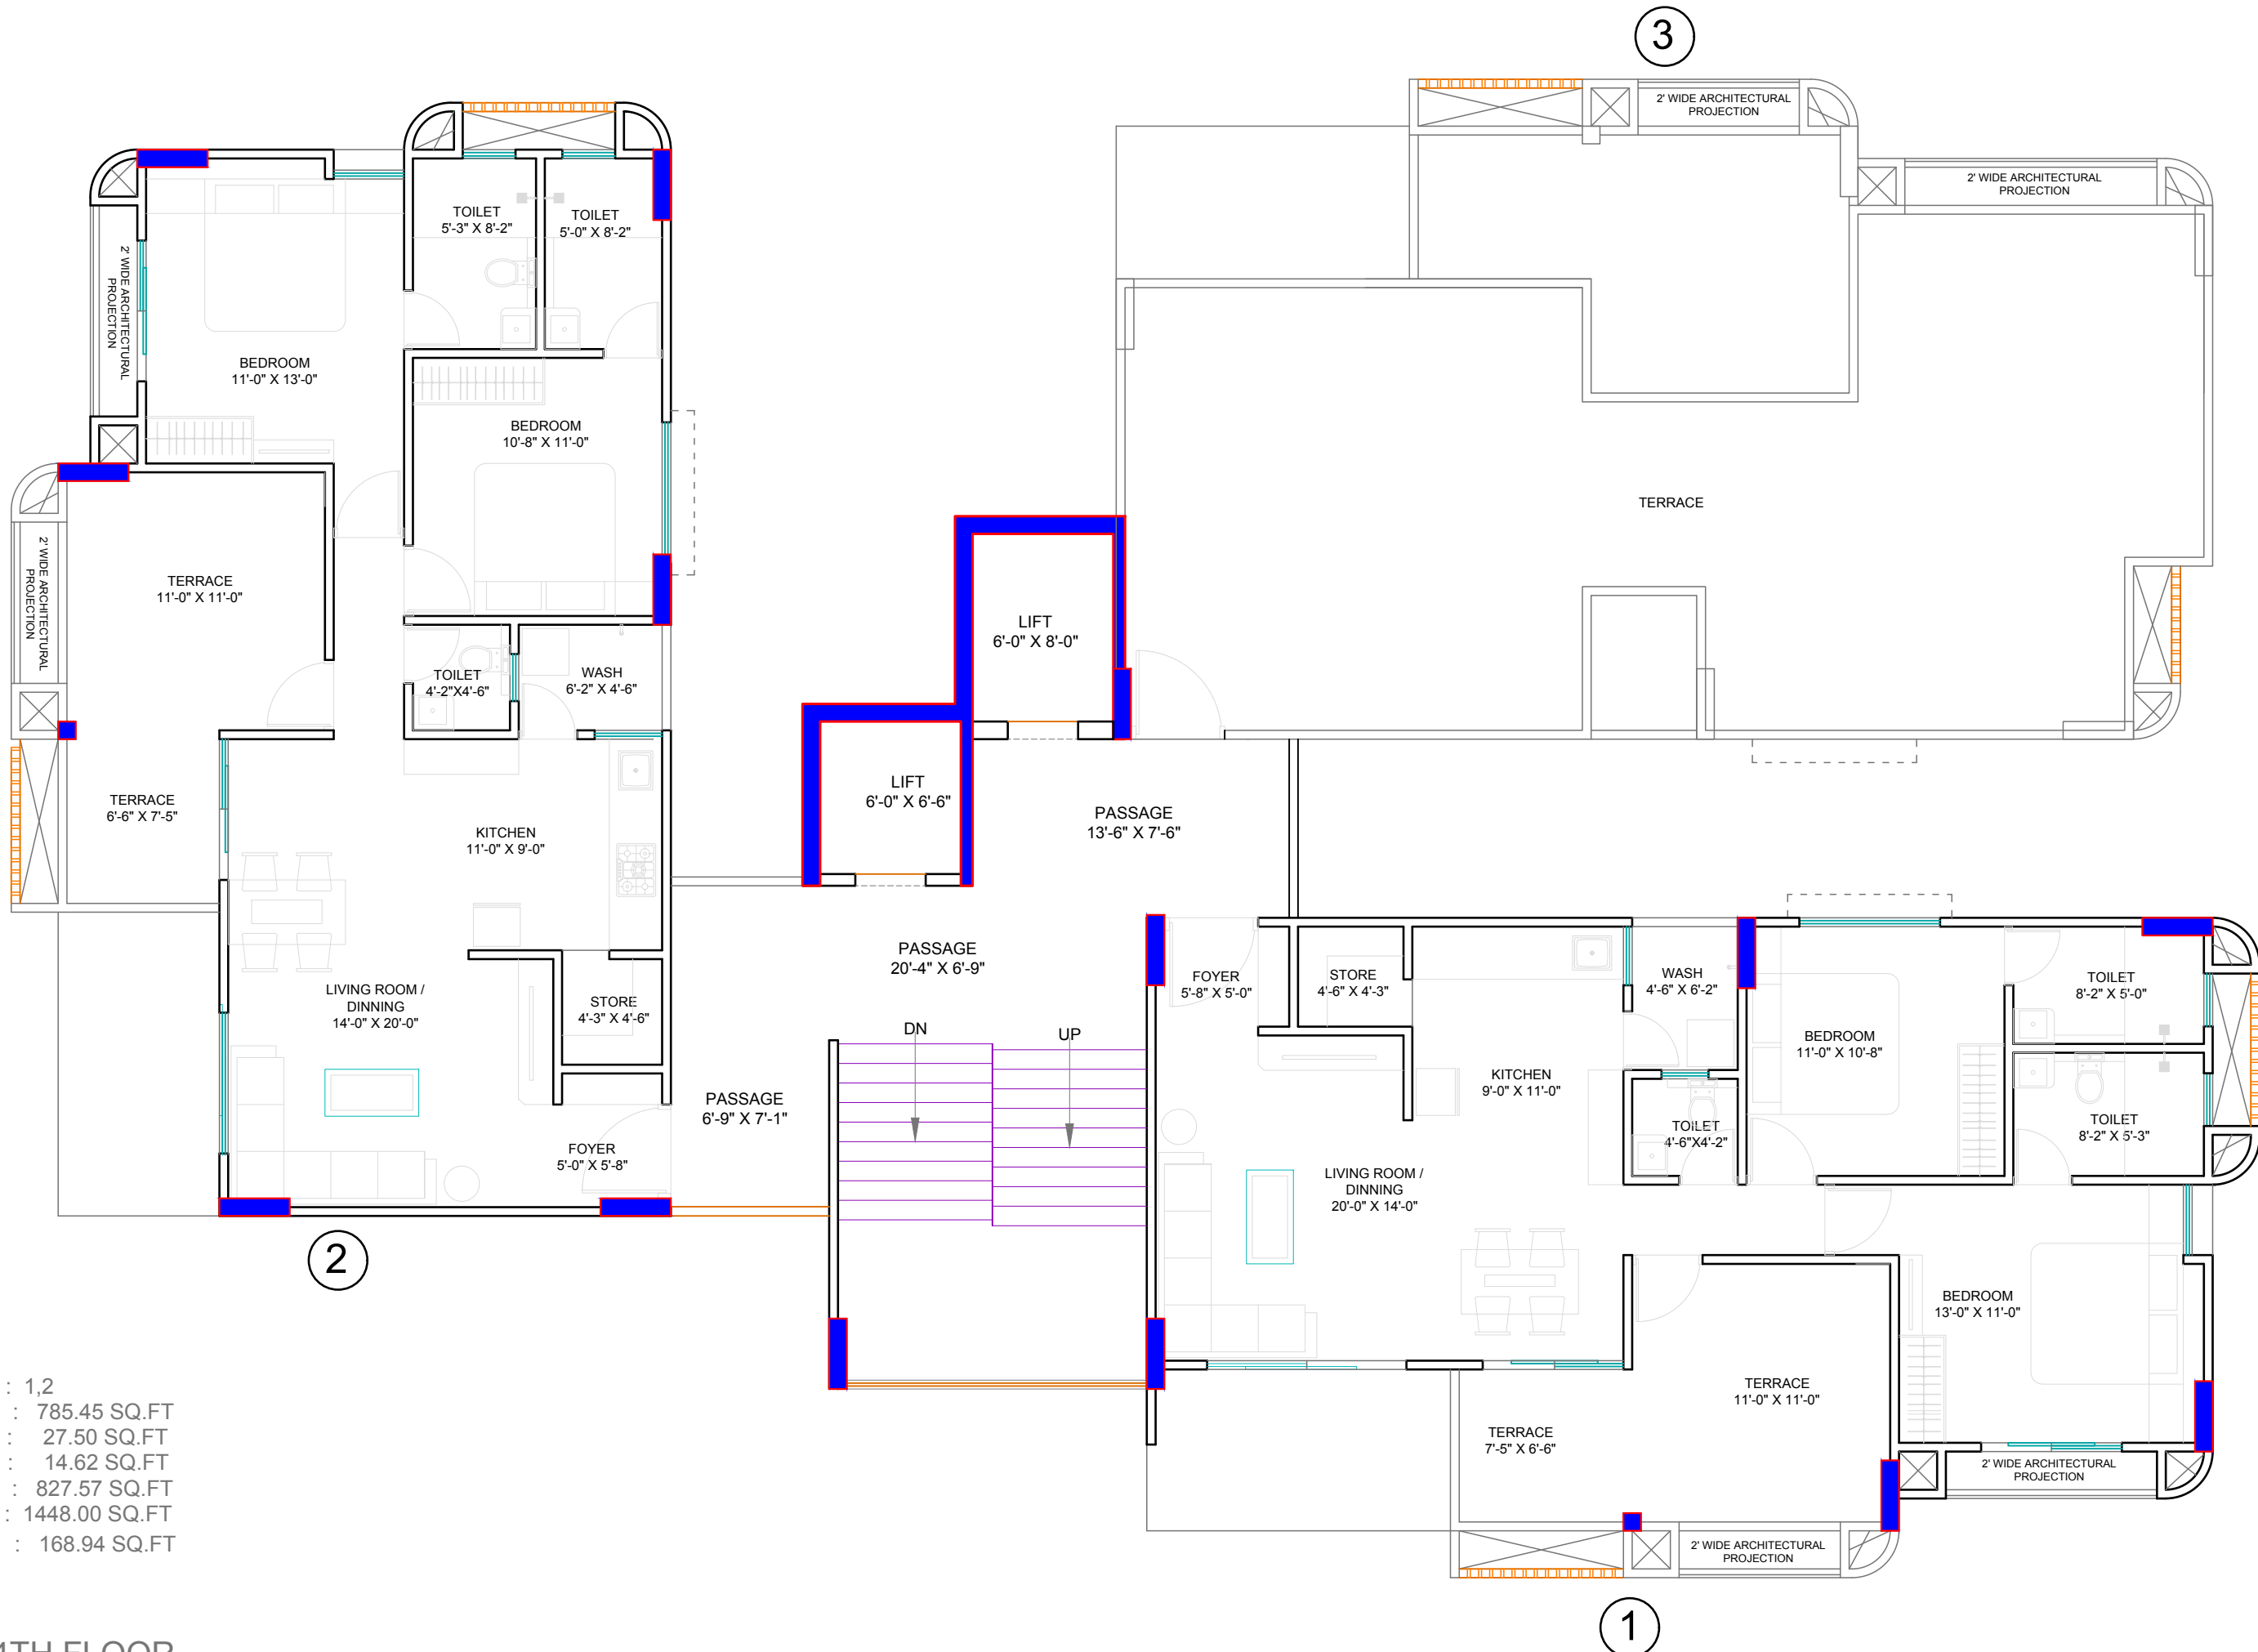 3
2' WIDE ARCHITECTURAL
PROJECTION
2' WIDE ARCHITECTURAL
PROJECTION
TOILET
5'-3" X 8'-2"
TOILET
5'-0" X 8'-2"
2' WIDE ARCHITECTURAL
PROJECTION
BEDROOM
11'-0" X 13'-0"
BEDROOM
10'-8" X 11'-0"
TERRACE
2' WIDE ARCHITECTURAL
PROJECTION
TERRACE
11'-0" X 11'-0"
LIFT
6'-0" X 8'-0"
TOILET
4'-2"X4'-6"
WASH
6'-2" X 4'-6"
LIFT
6'-0" X 6'-6"
TERRACE
6'-6" X 7'-5"
PASSAGE
13'-6" X 7'-6"
KITCHEN
11'-0" X 9'-0"
PASSAGE
20'-4" X 6'-9"
FOYER
5'-8" X 5'-0"
STORE
4'-6" X 4'-3"
WASH
4'-6" X 6'-2"
TOILET
8'-2" X 5'-0"
LIVING ROOM /
DINNING
14'-0" X 20'-0"
STORE
4'-3" X 4'-6"
DN
UP
BEDROOM
11'-0" X 10'-8"
KITCHEN
9'-0" X 11'-0"
PASSAGE
6'-9" X 7'-1"
TOILET
4'-6"X4'-2"
TOILET
8'-2" X 5'-3"
FOYER
5'-0" X 5'-8"
LIVING ROOM /
DINNING
20'-0" X 14'-0"
2
BEDROOM
13'-0" X 11'-0"
TERRACE
11'-0" X 11'-0"
TERRACE
7'-5" X 6'-6"
2' WIDE ARCHITECTURAL
PROJECTION
2' WIDE ARCHITECTURAL
PROJECTION
: 1,2
: 785.45 SQ.FT
: 27.50 SQ.FT
: 14.62 SQ.FT
: 827.57 SQ.FT
: 1448.00 SQ.FT
: 168.94 SQ.FT
1
4TH FLOOR